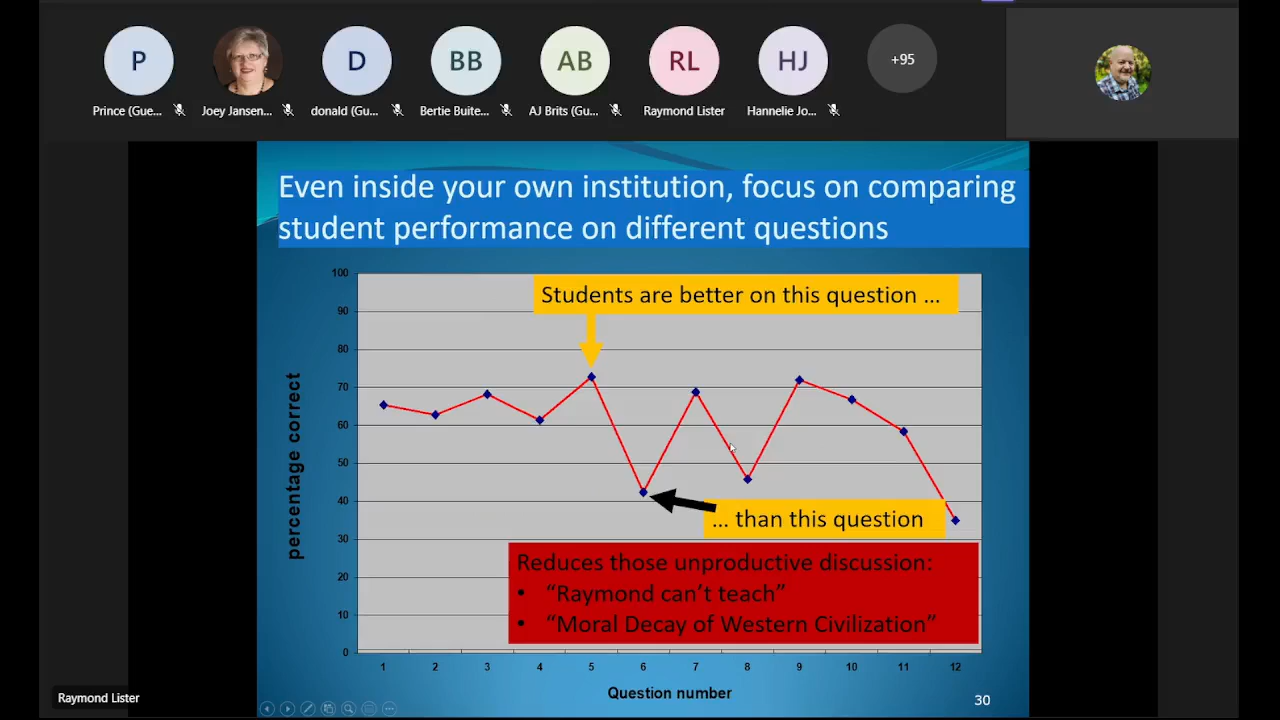 P
D
BB
AB
RL
HJ
+95
Prince (Gue...
Joey Jansen...
donald (Gu...
Bertie Buite...
AJ Brits (Gu...
Raymond Lister
Hannelie Jo...
Even inside your own institution, focus on comparing
student performance on different questions
100
90
80
70
60
50
40
30
20
10
0
percentage correct
Students are better on this question ...
... than this question
Reduces those unproductive discussion:
• “Raymond can’t teach”
• “Moral Decay of Western Civilization”
1 2 3 4 5 6 7 8 9 10 11 12
Question number
30
Raymond Lister